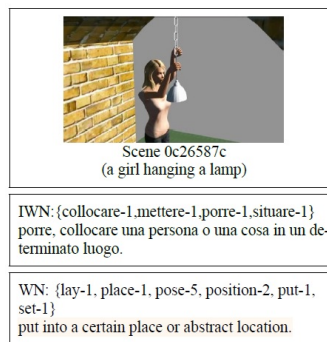 Scene 0c26587c
(a girl hanging a lamp)
IWN:{collocare-1,mettere-1,porre-1,situare-1}
porre, collocare una persona o una cosa in un de-
terminato luogo.
WN: {lay-1, place-1, pose-5, position-2, put-1,
set-1}
put into a certain place or abstract location.